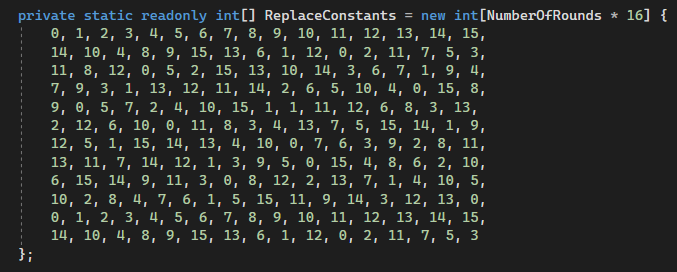 private static readonly int[] ReplaceConstants = new int[NumberOfRounds * 16] {
0, 1, 2, 3, 4, 5, 6, 7, 8, 9, 10, 11, 12, 13, 14, 15,
14, 10, 4, 8, 9, 15, 13, 6, 1, 12, 0, 2, 11, 7, 5, 3,
11, 8, 12, 0, 5, 2, 15, 13, 10, 14, 3, 6, 7, 1, 9, 4,
7, 9, 3, 1, 13, 12, 11, 14, 2, 6, 5, 10, 4, 0, 15, 8,
9, 0, 5, 7, 2, 4, 10, 15, 1, 1, 11, 12, 6, 8, 3, 13,
2, 12, 6, 10, 0, 11, 8, 3, 4, 13, 7, 5, 15, 14, 1, 9,
12, 5, 1, 15, 14, 13, 4, 10, 0, 7, 6, 3, 9, 2, 8, 11,
13, 11, 7, 14, 12, 1, 3, 9, 5, 0, 15, 4, 8, 6, 2, 10,
6, 15, 14, 9, 11, 3, 0, 8, 12, 2, 13, 7, 1, 4, 10, 5,
10, 2, 8, 4, 7, 6, 1, 5, 15, 11, 9, 14, 3, 12, 13, 0,
0, 1, 2, 3, 4, 5, 6, 7, 8, 9, 10, 11, 12, 13, 14, 15,
14, 10, 4, 8, 9, 15, 13, 6, 1, 12, 0, 2, 11, 7, 5, 3
};